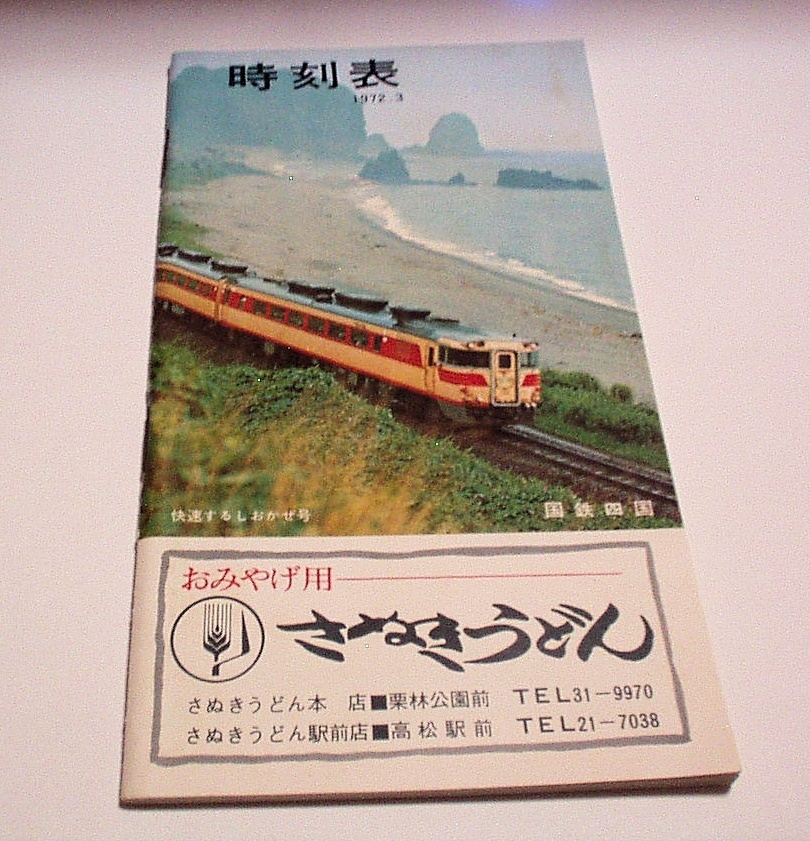 時刻表
1972.3
快速するしおかぜ号
国鉄四国
おみやげ用
さぬきうどん
さぬきうどん本 店■栗林公園前 TEL31-9970
さぬきうどん駅前店■高松駅前 TEL21-7038